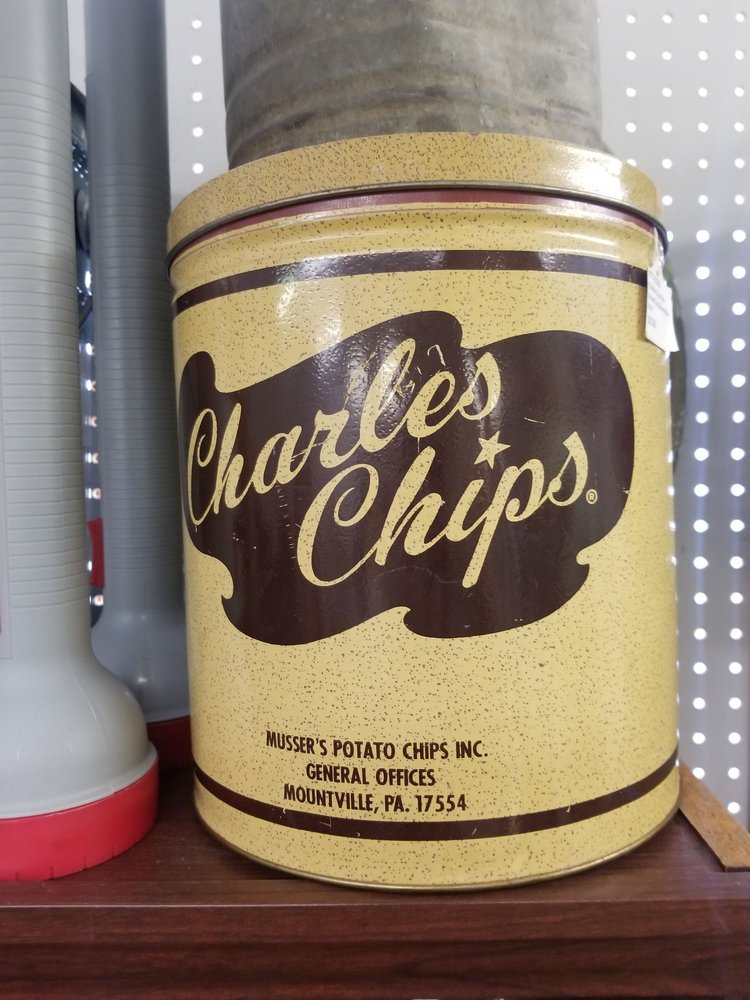 Charles
Chips®
MUSSER'S POTATO CHIPS INC.
GENERAL OFFICES
MOUNTVILLE, PA. 17554